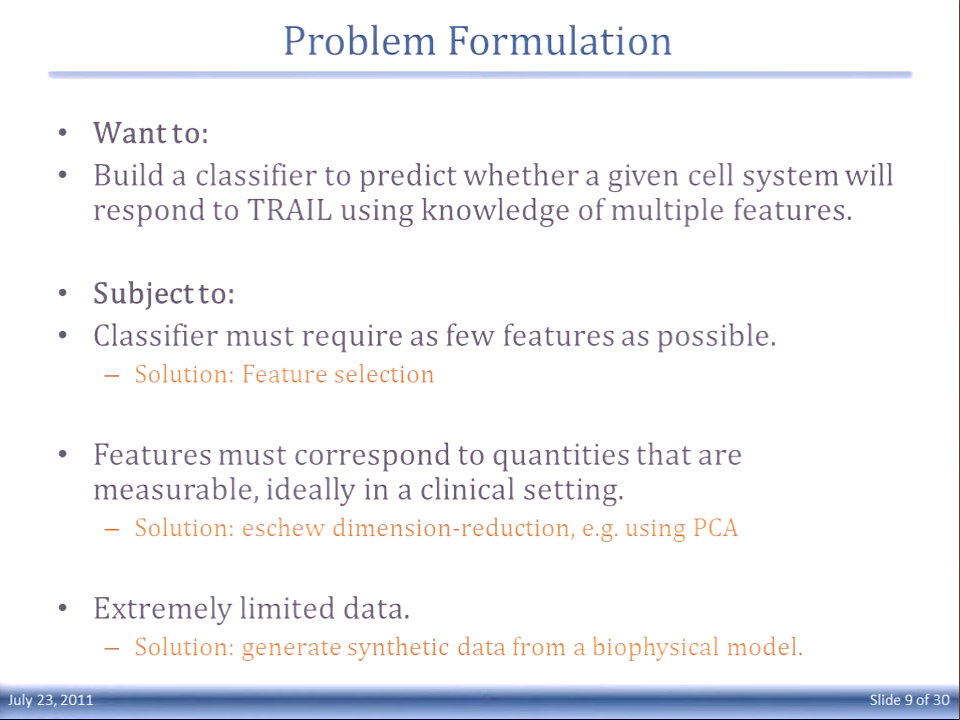 Problem Formulation
• Want to:
• Build a classifier to predict whether a given cell system will
respond to TRAIL using knowledge of multiple features.
• Subject to:
• Classifier must require as few features as possible.
– Solution: Feature selection
• Features must correspond to quantities that are
measurable, ideally in a clinical setting.
– Solution: eschew dimension-reduction, e.g. using PCA
• Extremely limited data.
– Solution: generate synthetic data from a biophysical model.
July 23, 2011
Slide 9 of 30